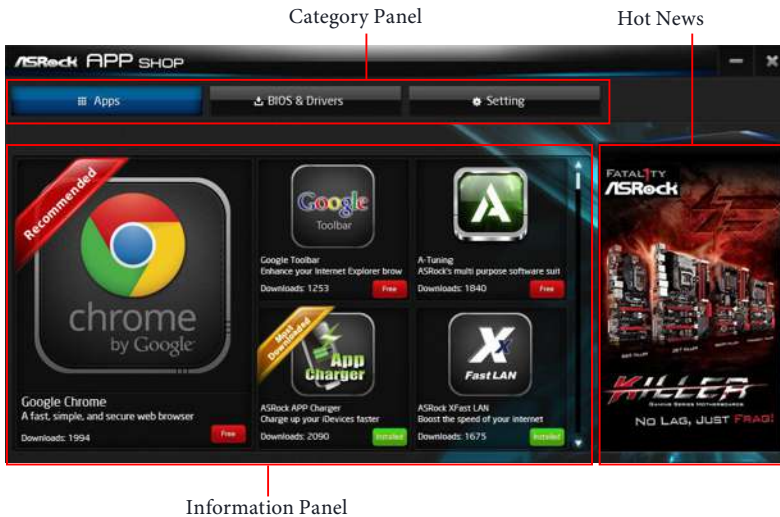 Category Panel
Hot News
ASRock APP SHOP
Apps
BIOS & Drivers
Setting
Recommended
chrome
by Google
Google Chrome
A fast, simple, and secure web browser
Downloads: 1994
Free
Google
Toolbar
Google Toolbar
Enhance your Internet Explorer brow
Downloads: 1253
Free
A-Tuning
ASRock's multi purpose software suit
Downloads: 1840
Free
Most
Downloaded
App
Charger
ASRock APP Charger
Charge up your iDevices faster
Downloads: 2090
Installed
X
Fast LAN
ASRock XFast LAN
Boost the speed of your internet
Downloads: 1675
Installed
FATAL1TY
ASRock
KILLER
GAMING SERIES MOTHERBOARDS
NO LAG, JUST FRAG!
Information Panel